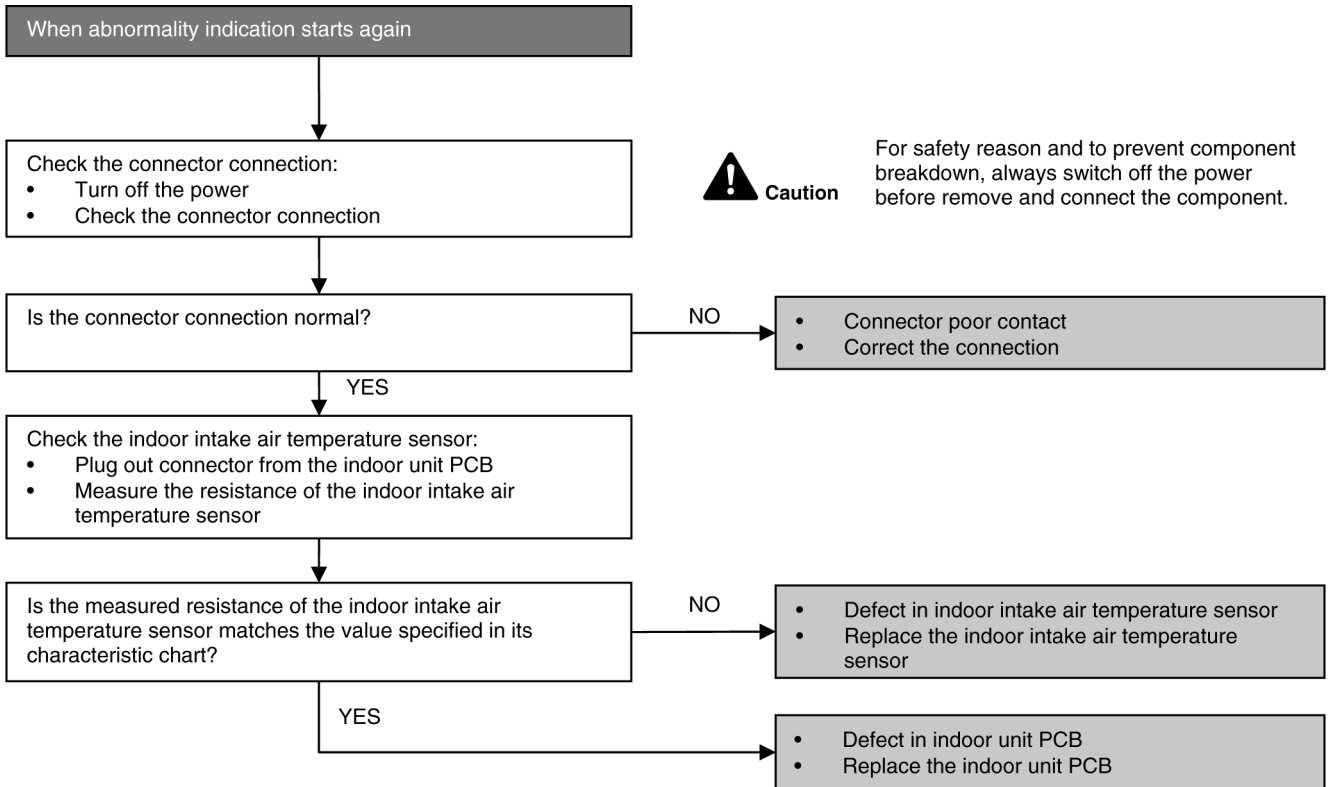 When abnormality indication starts again
Check the connector connection:
• Turn off the power
• Check the connector connection
Caution
For safety reason and to prevent component
breakdown, always switch off the power
before remove and connect the component.
Is the connector connection normal?
NO
• Connector poor contact
• Correct the connection
YES
Check the indoor intake air temperature sensor:
• Plug out connector from the indoor unit PCB
• Measure the resistance of the indoor intake air
temperature sensor
Is the measured resistance of the indoor intake air
temperature sensor matches the value specified in its
characteristic chart?
NO
• Defect in indoor intake air temperature sensor
• Replace the indoor intake air temperature
sensor
YES
• Defect in indoor unit PCB
• Replace the indoor unit PCB